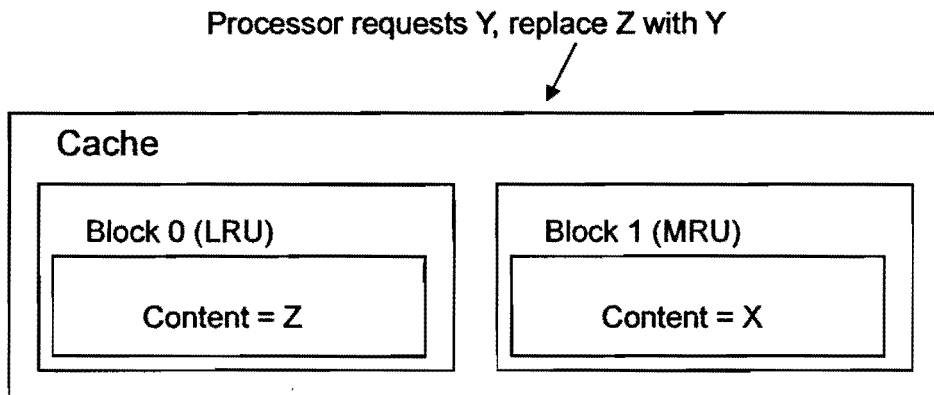 Processor requests Y, replace Z with Y
Cache
Block 0 (LRU)
Content = Z
Block 1 (MRU)
Content = X